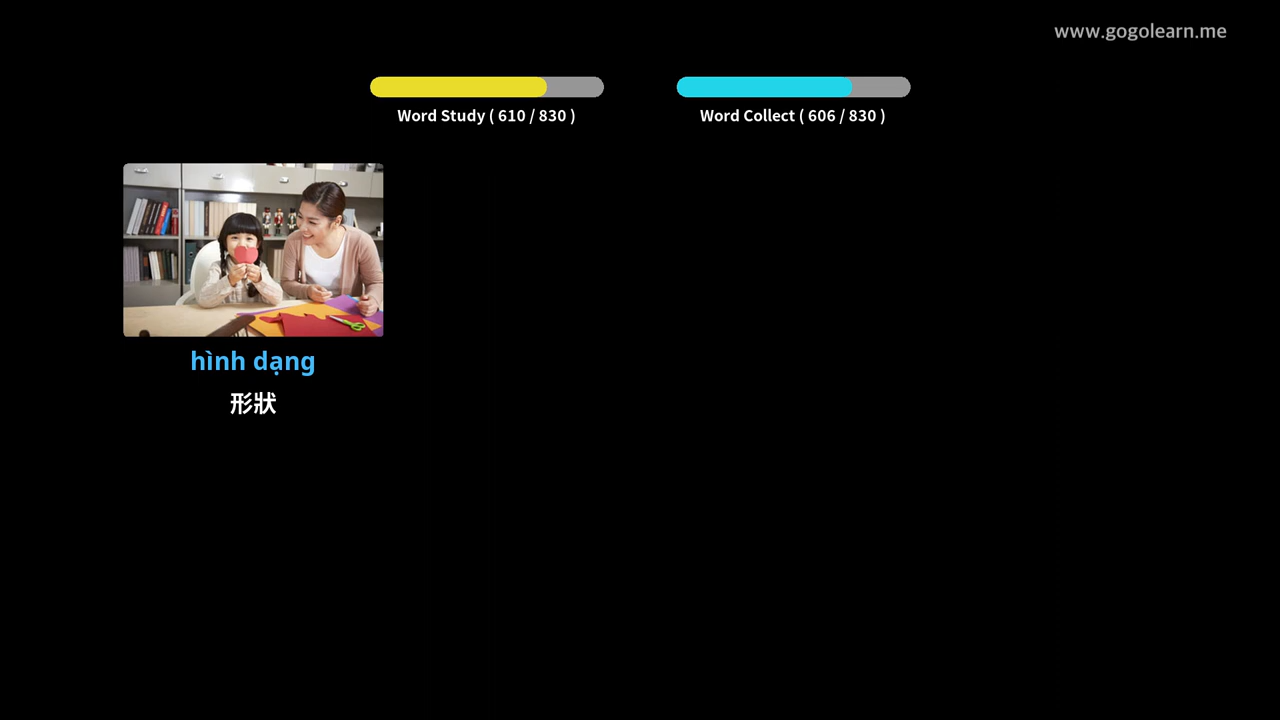 www.gogolearn.me
Word Study ( 610 / 830 )
Word Collect ( 606 / 830 )
hình dạng
形狀